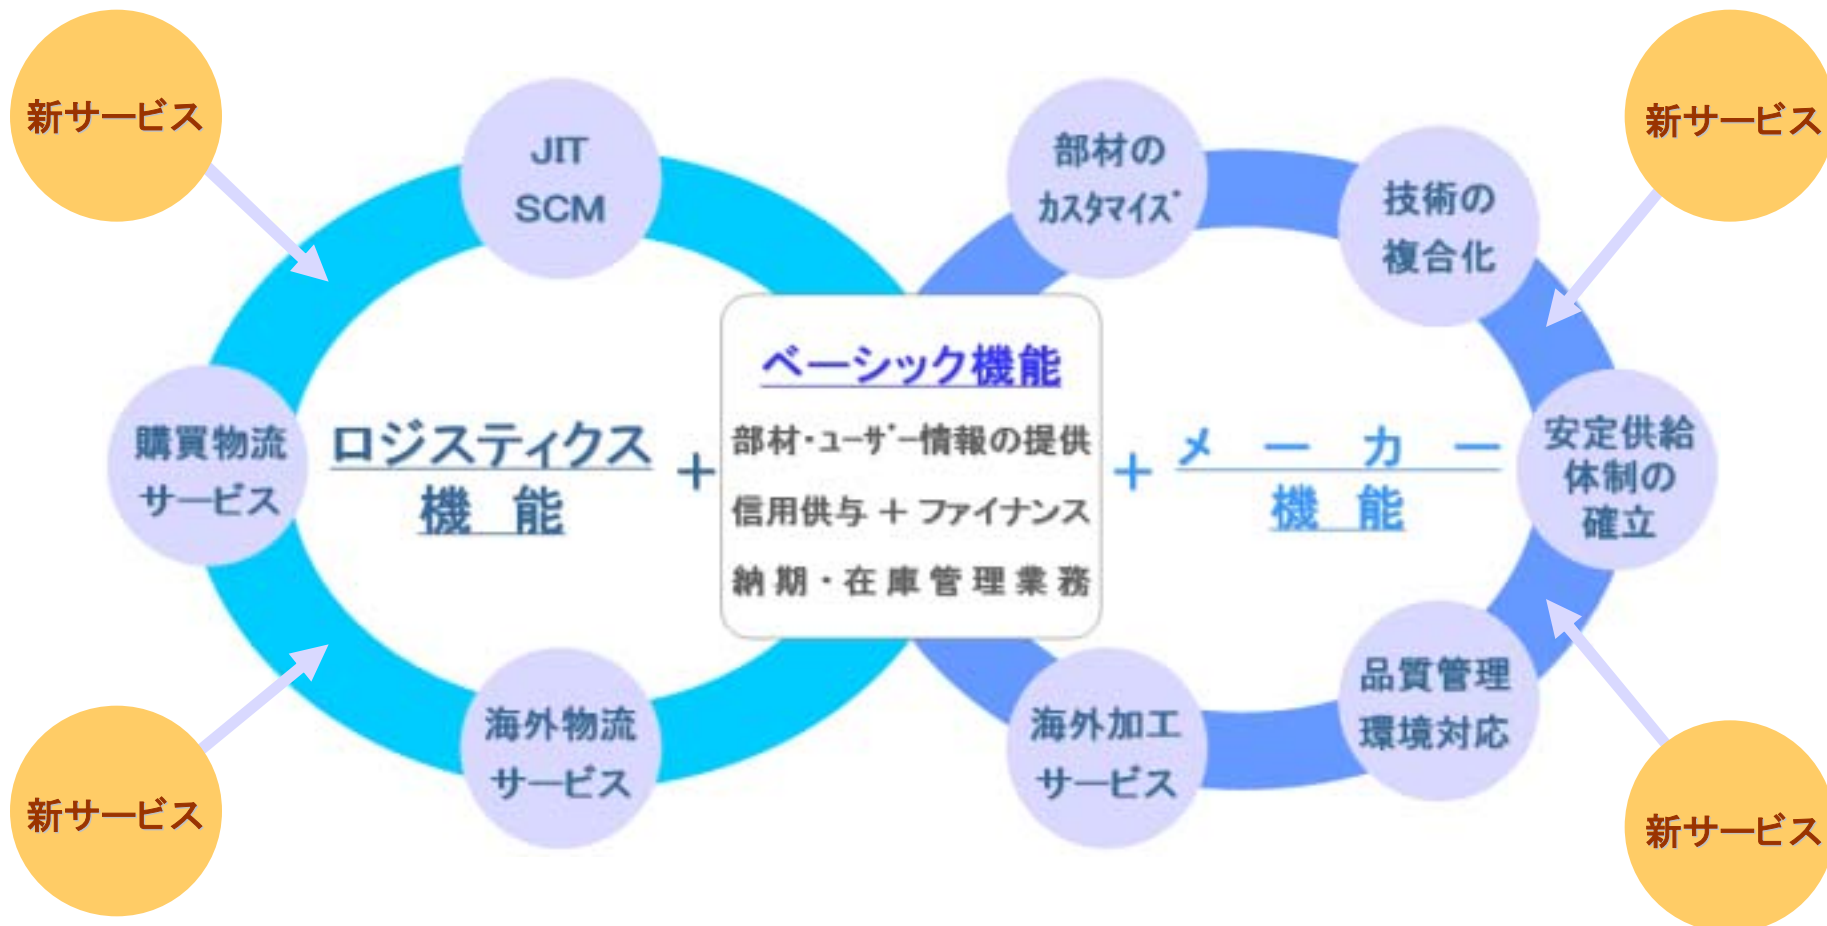 新サービス
新サービス
JIT
SCM
部材の
ｶｽﾀﾏｲｽﾞ
技術の
複合化
購買物流
サービス
ロジスティクス
機 能
+
ベーシック機能
部材・ﾕｰｻﾞｰ情報の提供
信用供与 + ファイナンス
納期・在庫管理業務
+
メ ー カ ー
機 能
安定供給
体制の
確立
海外物流
サービス
海外加工
サービス
品質管理
環境対応
新サービス
新サービス